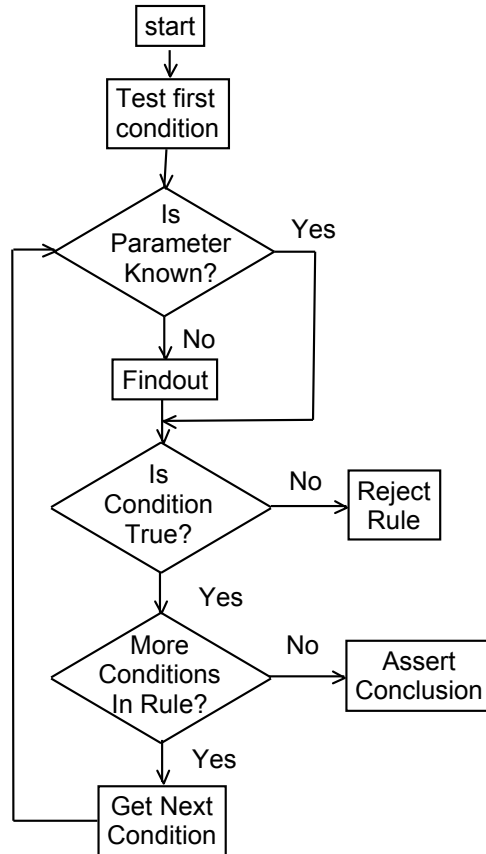 start
Test first
condition
Is
Parameter
Known?
Yes
No
Findout
Is
Condition
True?
No
Reject
Rule
Yes
More
Conditions
In Rule?
No
Assert
Conclusion
Yes
Get Next
Condition